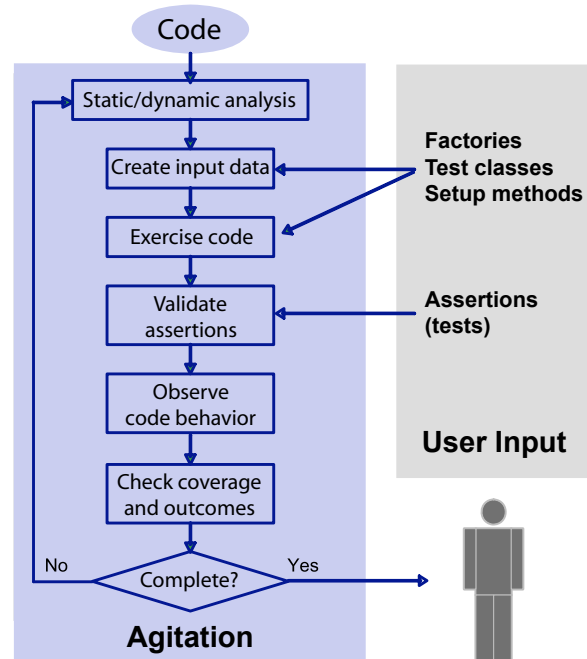 Code
Static/dynamic analysis
Create input data
Exercise code
Validate
assertions
Observe
code behavior
Check coverage
and outcomes
No
Complete?
Yes
Agitation
Factories
Test classes
Setup methods
Assertions
(tests)
User Input